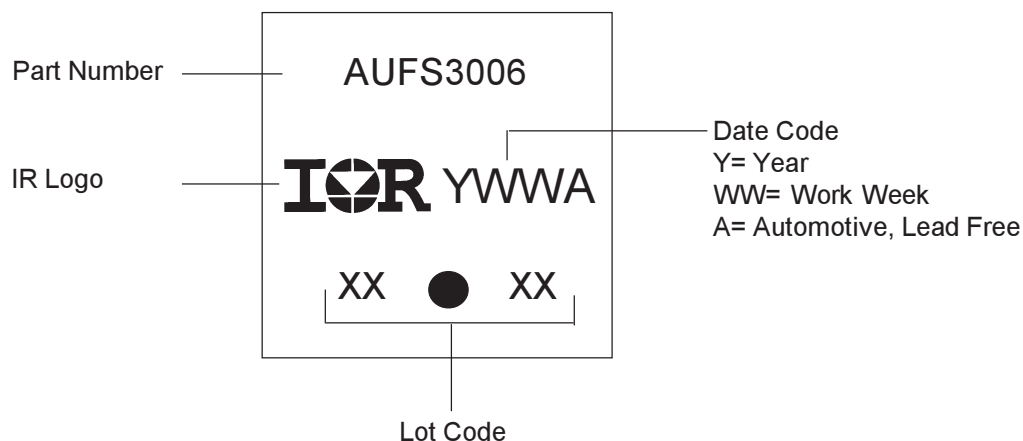 Part Number
AUFS3006
Date Code
Y= Year
WW= Work Week
A= Automotive, Lead Free
IR Logo
IOR YWWA
XX XX
Lot Code